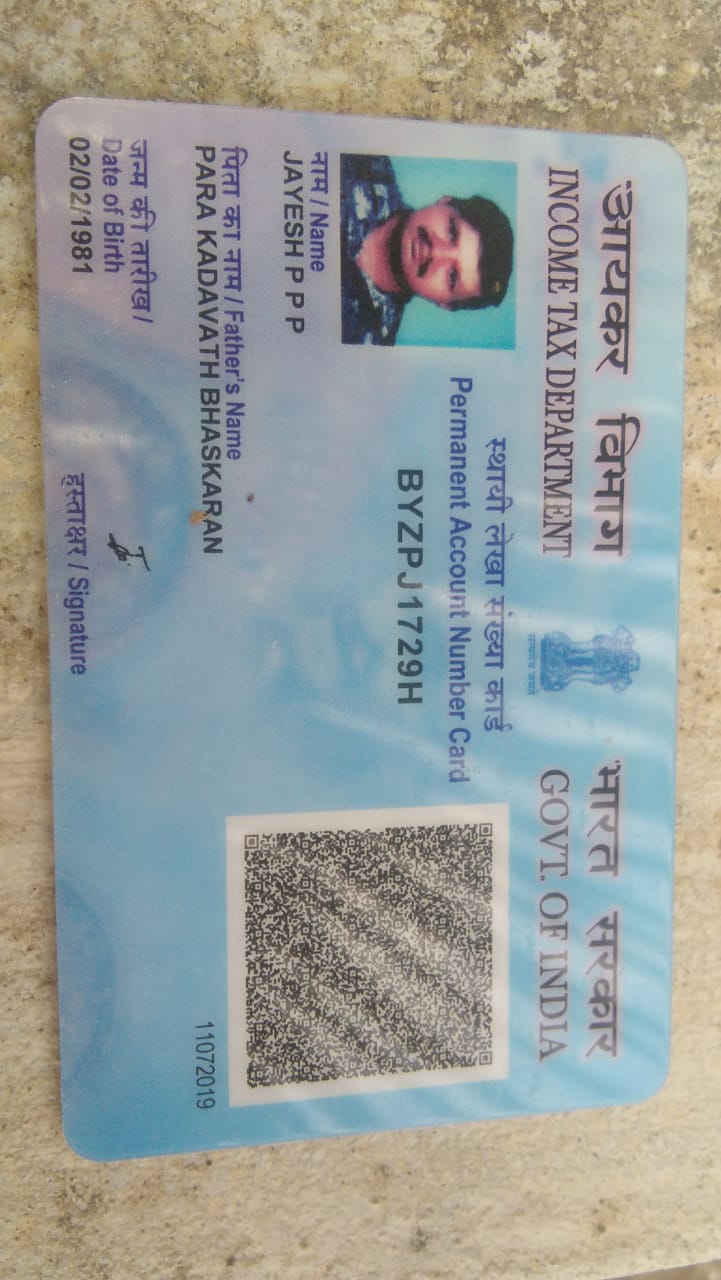 आयकर विभाग
INCOME TAX DEPARTMENT
सत्यमेव जयते
भारत सरकार
GOVT. OF INDIA
स्थायी लेखा संख्या कार्ड
Permanent Account Number Card
BYZPJ1729H
नाम / Name
JAYESH P P P
पिता का नाम / Father's Name
PARA KADAVATH BHASKARAN
जन्म की तारीख /
Date of Birth
02/02/1981
हस्ताक्षर / Signature
11072019